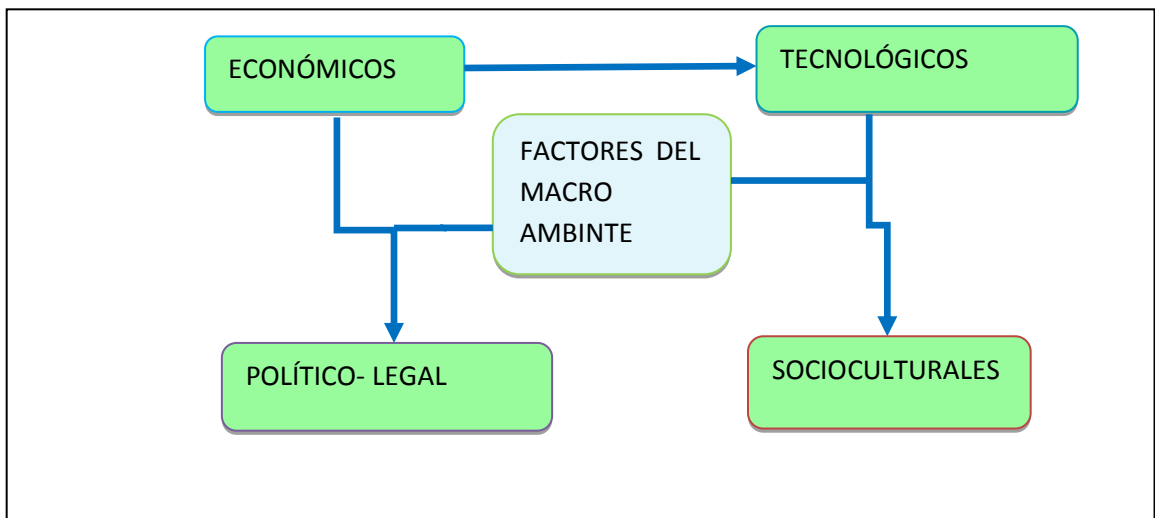 ECONÓMICOS
TECNOLÓGICOS
FACTORES DEL
MACRO
AMBINTE
POLÍTICO- LEGAL
SOCIOCULTURALES